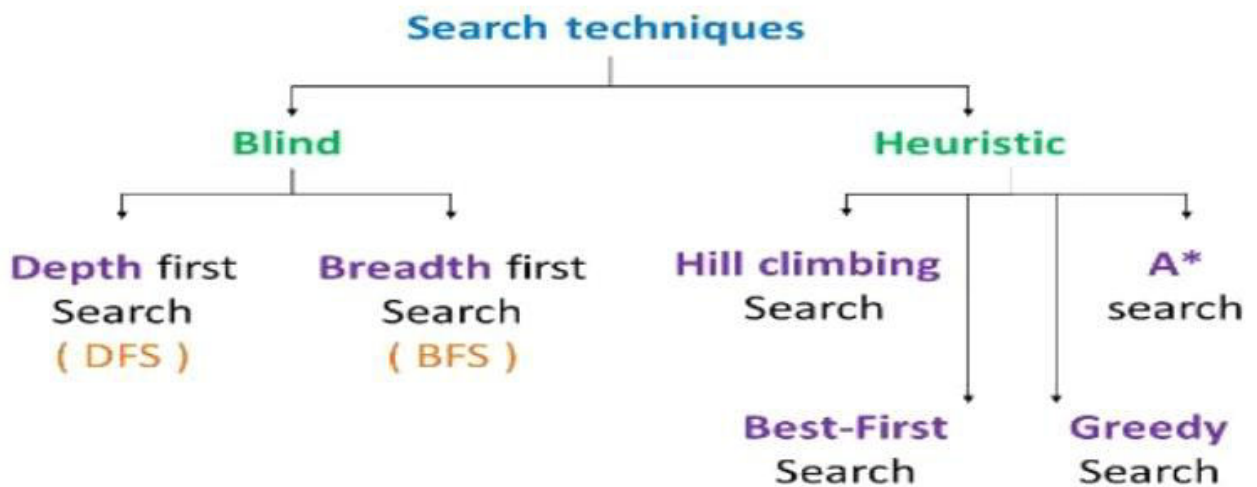 Search techniques
Blind
Heuristic
Depth first
Search
( DFS )
Breadth first
Search
( BFS )
Hill climbing
Search
A*
search
Best-First
Search
Greedy
Search